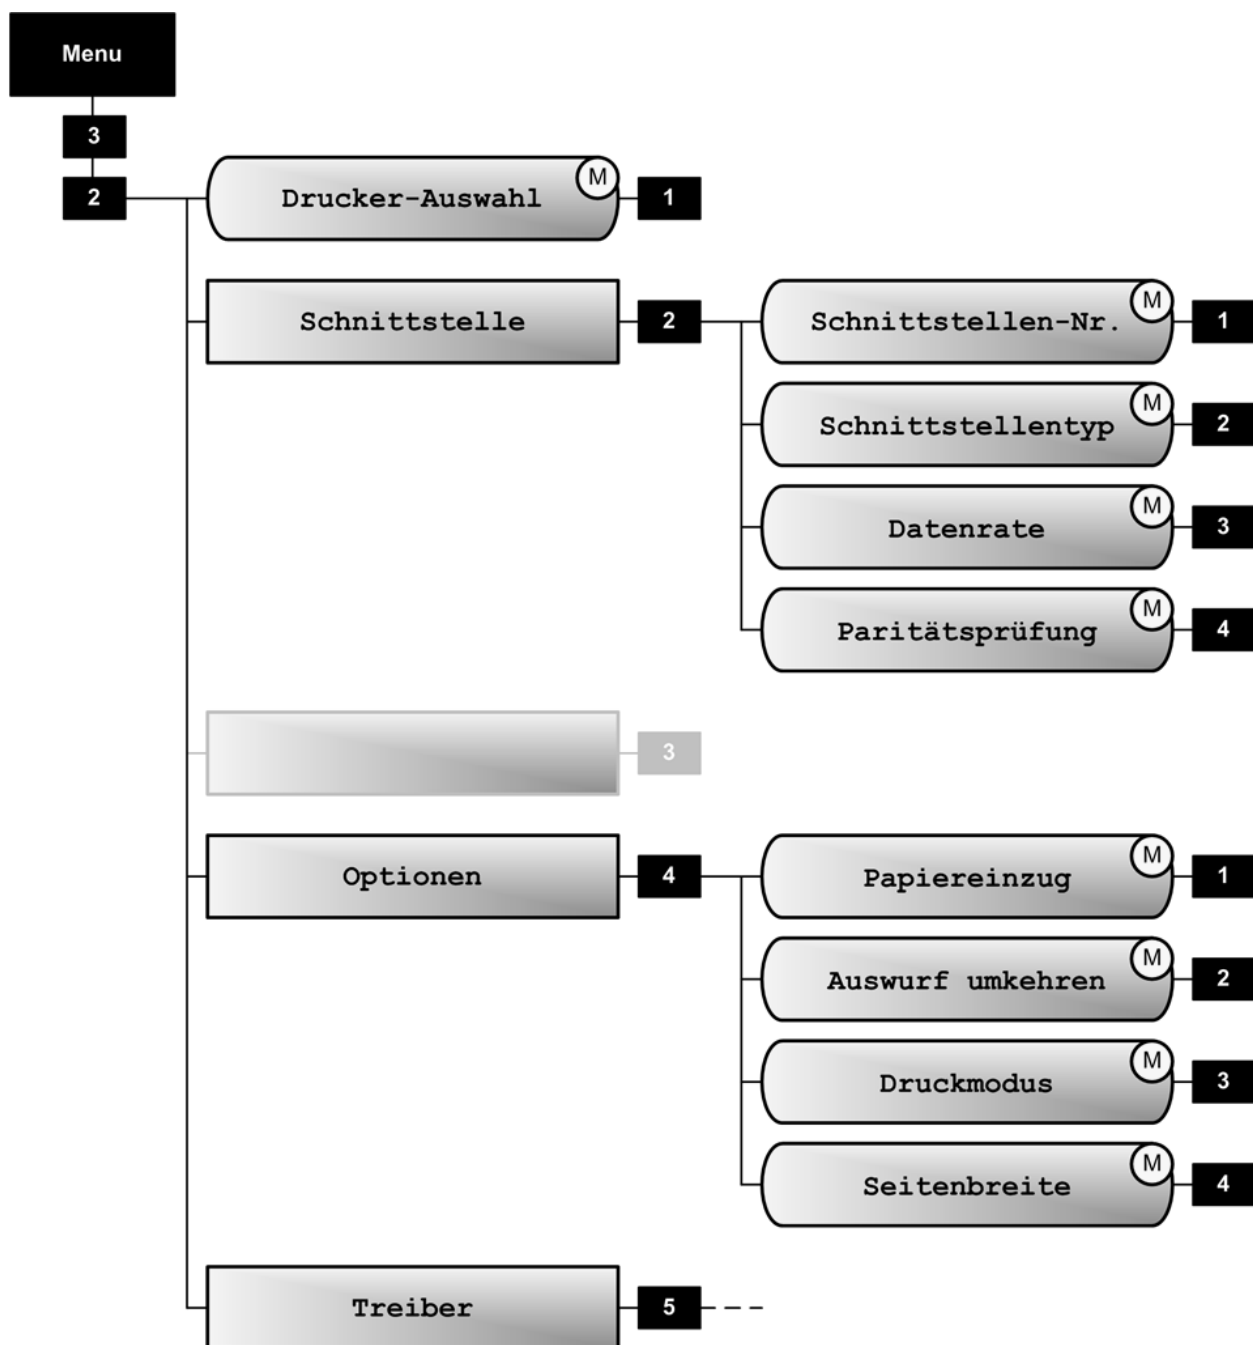 Menu
3
2
Drucker-Auswahl
M
1
Schnittstelle
2
Schnittstellen-Nr.
M
1
Schnittstellentyp
M
2
Datenrate
M
3
Paritätsprüfung
M
4
3
Optionen
4
Papiereinzug
M
1
Auswurf umkehren
M
2
Druckmodus
M
3
Seitenbreite
M
4
Treiber
5